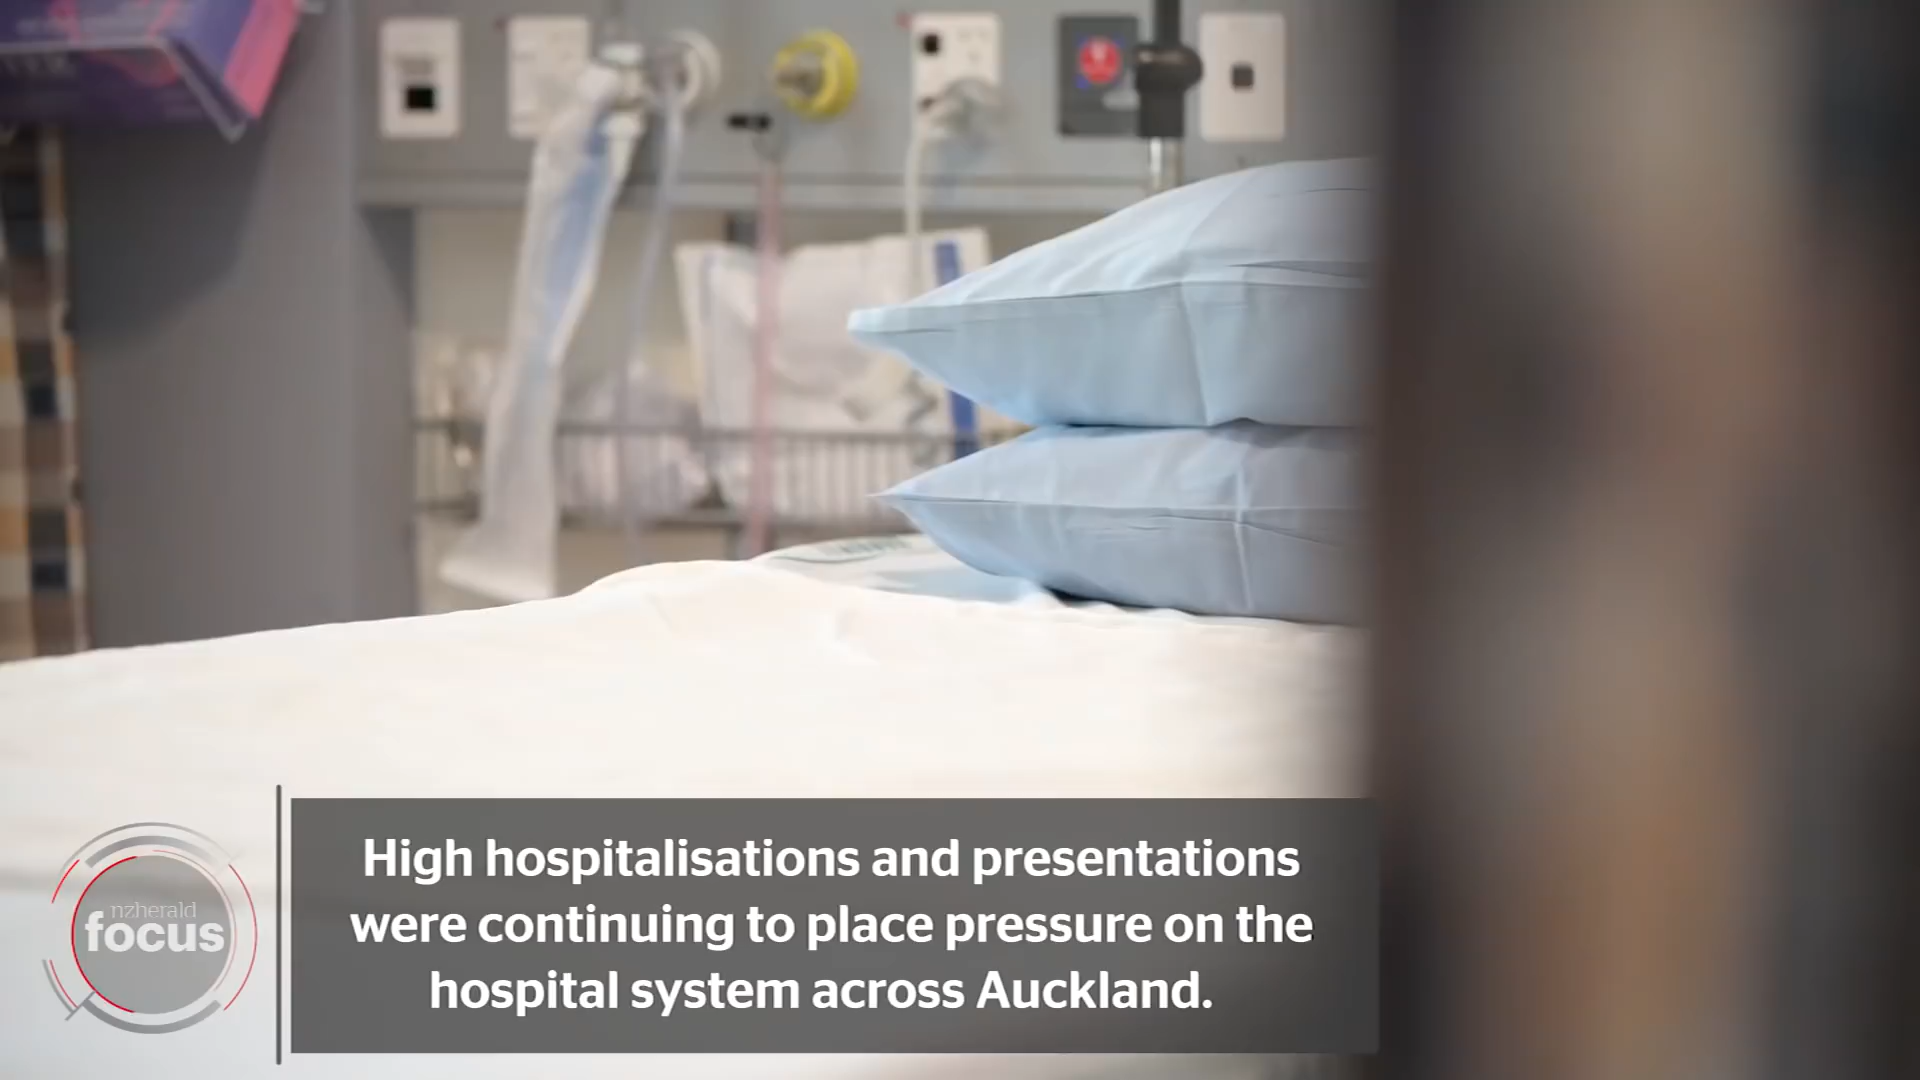 High hospitalisations and presentations
were continuing to place pressure on the
hospital system across Auckland.
nzherald
focus